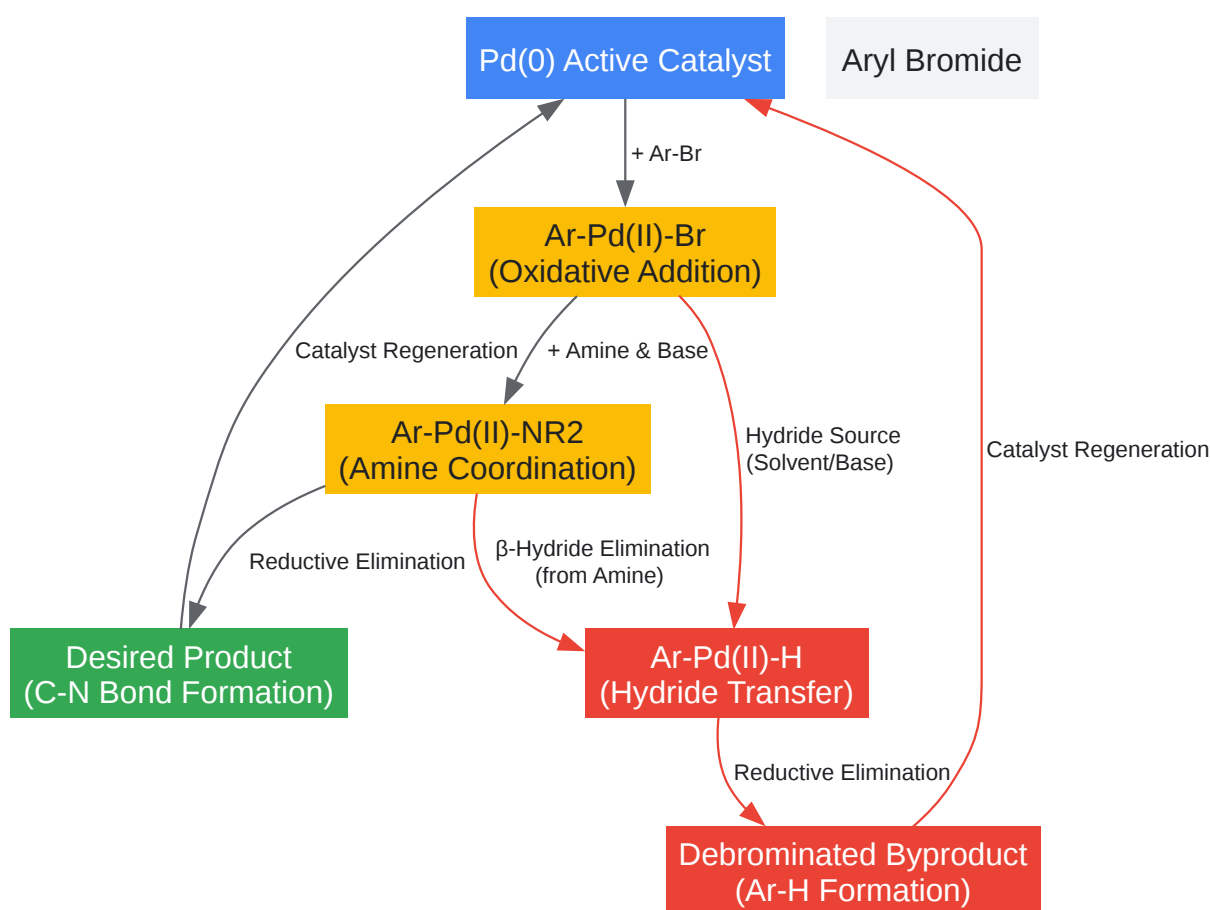 Pd(0) Active Catalyst
Aryl Bromide
+ Ar-Br
Ar-Pd(II)-Br
(Oxidative Addition)
Catalyst Regeneration
+ Amine & Base
Ar-Pd(II)-NR2
(Amine Coordination)
Hydride Source
(Solvent/Base)
Catalyst Regeneration
Reductive Elimination
β-Hydride Elimination
(from Amine)
Desired Product
(C-N Bond Formation)
Ar-Pd(II)-H
(Hydride Transfer)
Reductive Elimination
Debrominated Byproduct
(Ar-H Formation)